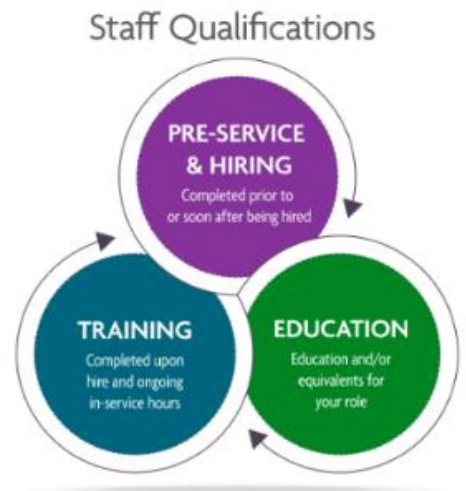 Staff Qualifications
PRE-SERVICE
& HIRING
Completed prior to
or soon after being hired
TRAINING
Completed upon
hire and ongoing
in-service hours
EDUCATION
Education and/or
equivalents for
your role